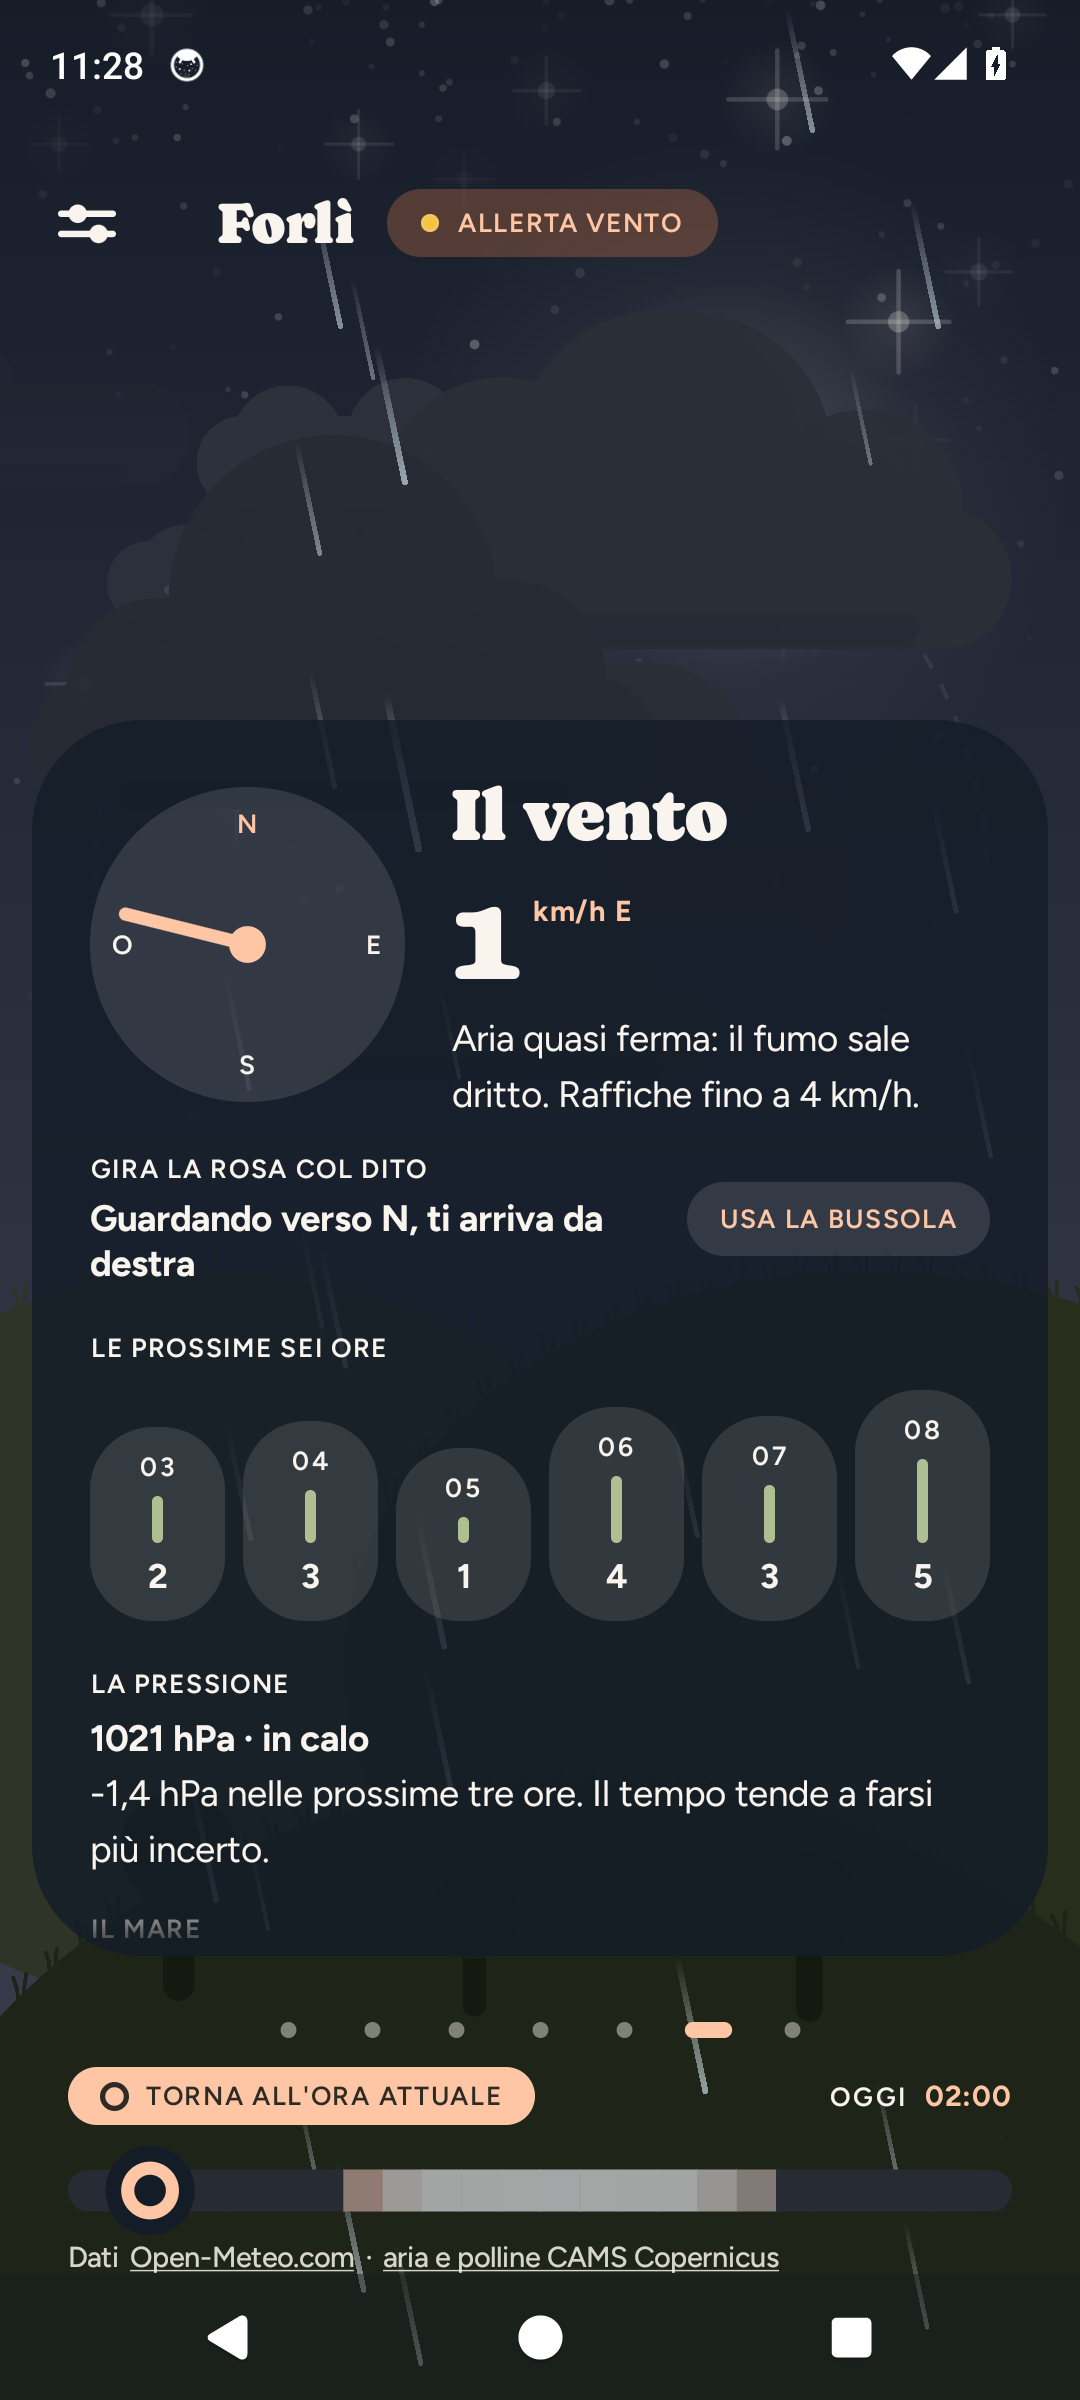 11:28
Forlì
ALLERTA VENTO
N
O
E
S
Il vento
1 km/h E
Aria quasi ferma: il fumo sale
dritto. Raffiche fino a 4 km/h.
GIRA LA ROSA COL DITO
Guardando verso N, ti arriva da
destra
USA LA BUSSOLA
LE PROSSIME SEI ORE
03 04 05 06 07 08
2 3 1 4 3 5
LA PRESSIONE
1021 hPa · in calo
-1,4 hPa nelle prossime tre ore. Il tempo tende a farsi
più incerto.
IL MARE
TORNA ALL'ORA ATTUALE
OGGI 02:00
Dati Open-Meteo.com · aria e polline CAMS Copernicus